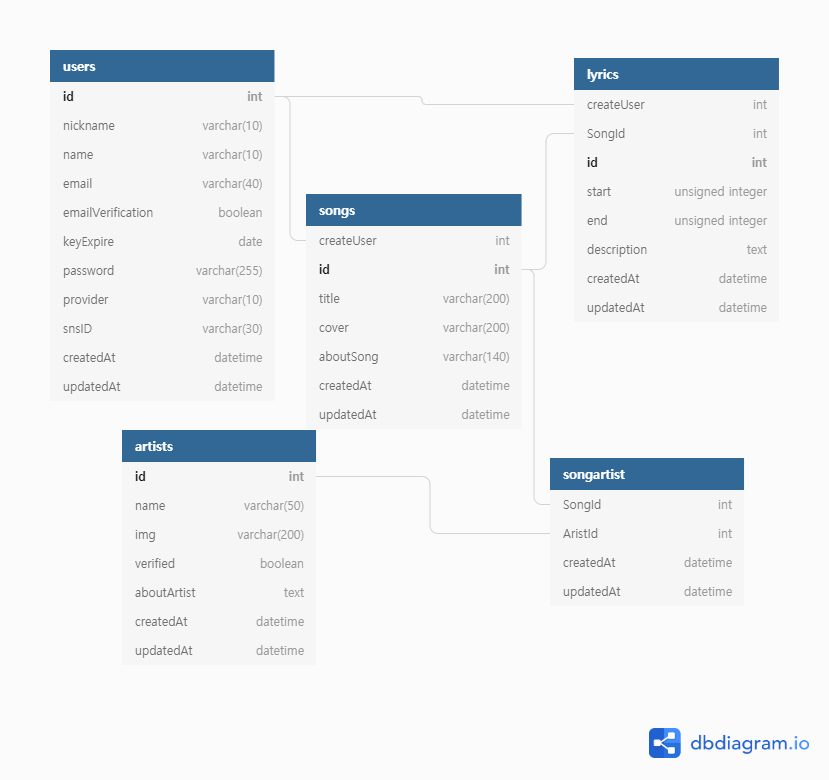 users
id int
nickname varchar(10)
name varchar(10)
email varchar(40)
emailVerification boolean
keyExpire date
password varchar(255)
provider varchar(10)
snsID varchar(30)
createdAt datetime
updatedAt datetime
lyrics
createUser int
SongId int
id int
start unsigned integer
end unsigned integer
description text
createdAt datetime
updatedAt datetime
songs
createUser int
id int
title varchar(200)
cover varchar(200)
aboutSong varchar(140)
createdAt datetime
updatedAt datetime
artists
id int
name varchar(50)
img varchar(200)
verified boolean
aboutArtist text
createdAt datetime
updatedAt datetime
songartist
SongId int
AristId int
createdAt datetime
updatedAt datetime
dbdiagram.io